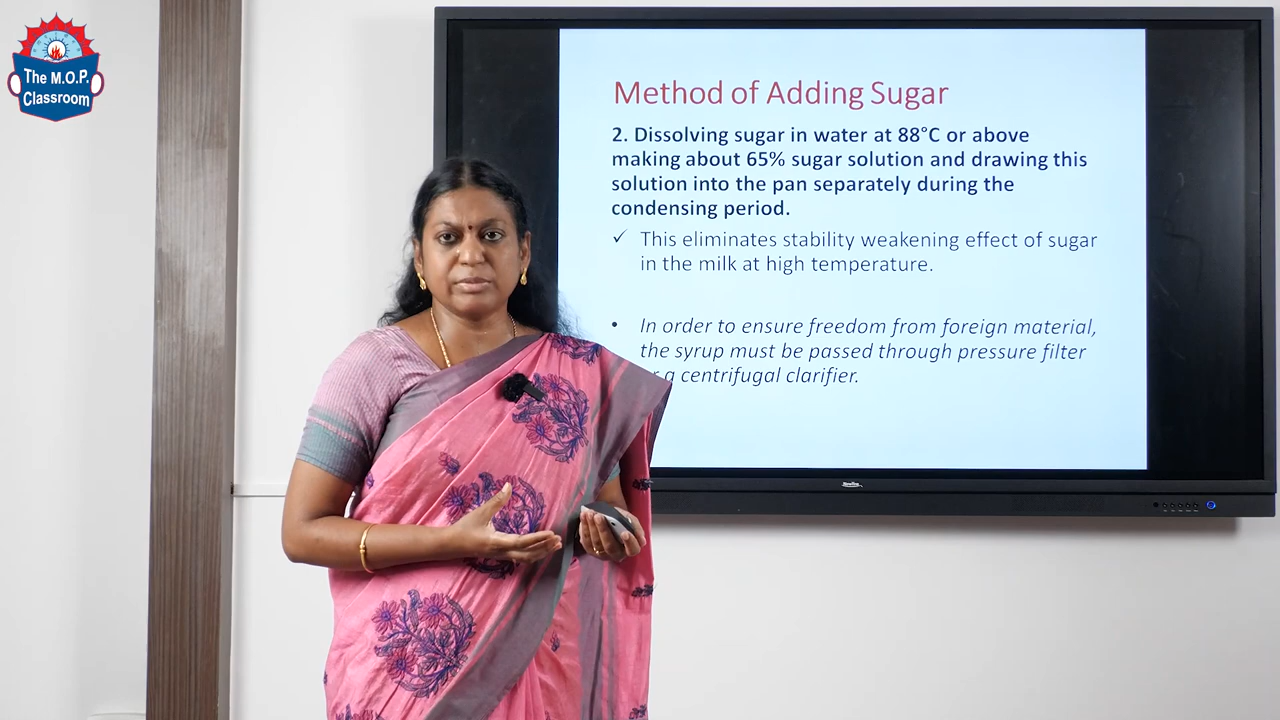 The M.O.P.
Classroom
Method of Adding Sugar
2. Dissolving sugar in water at 88°C or above
making about 65% sugar solution and drawing this
solution into the pan separately during the
condensing period.
✓ This eliminates stability weakening effect of sugar
in the milk at high temperature.
• In order to ensure freedom from foreign material,
the syrup must be passed through pressure filter
a centrifugal clarifier.